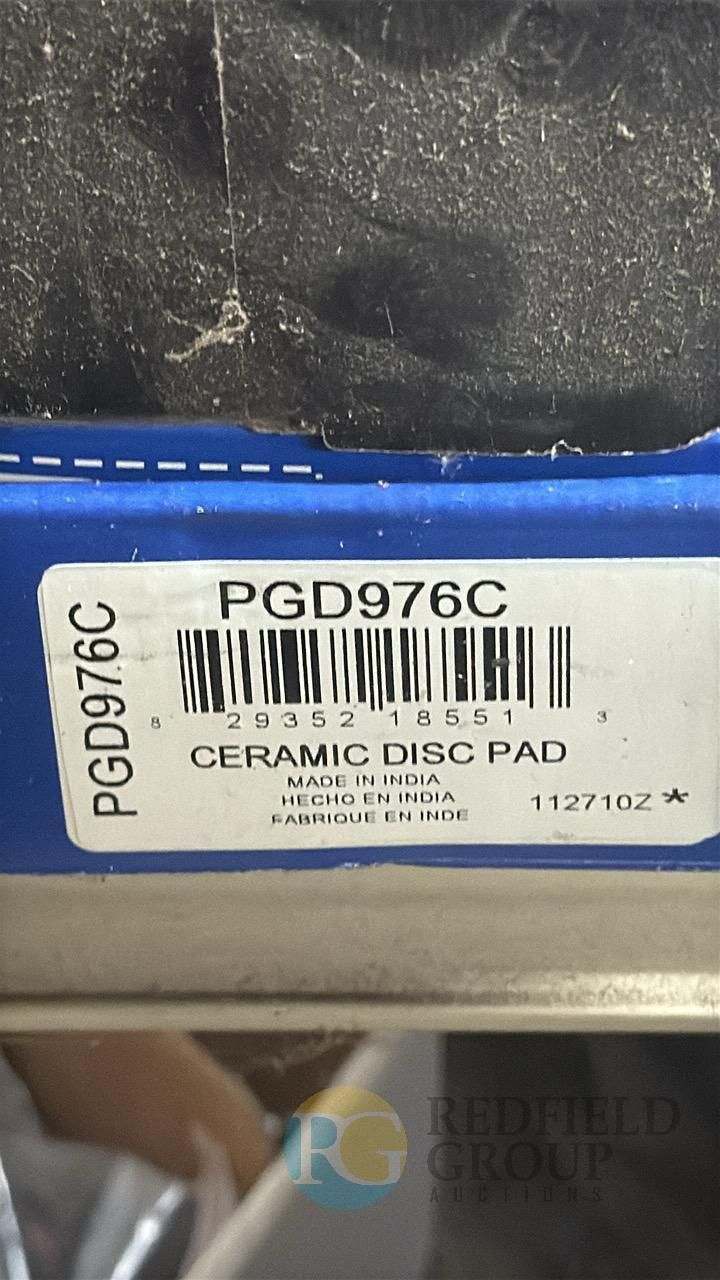 PGD976C
PGD976C
8 29352 18551 3
CERAMIC DISC PAD
MADE IN INDIA
HECHO EN INDIA
FABRIQUE EN INDE
112710Z *
RG
REDFIELD
GROUP
AUCTIONS